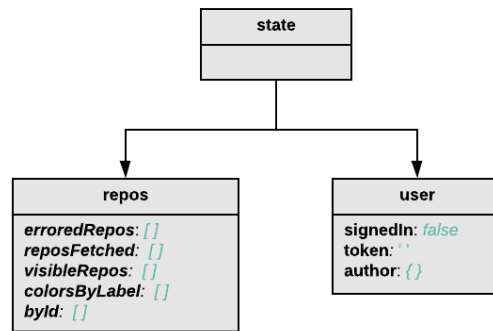 state
repos
erroredRepos: [ ]
reposFetched: [ ]
visibleRepos: [ ]
colorsByLabel: [ ]
byId: [ ]
user
signedIn: false
token: ' '
author: { }